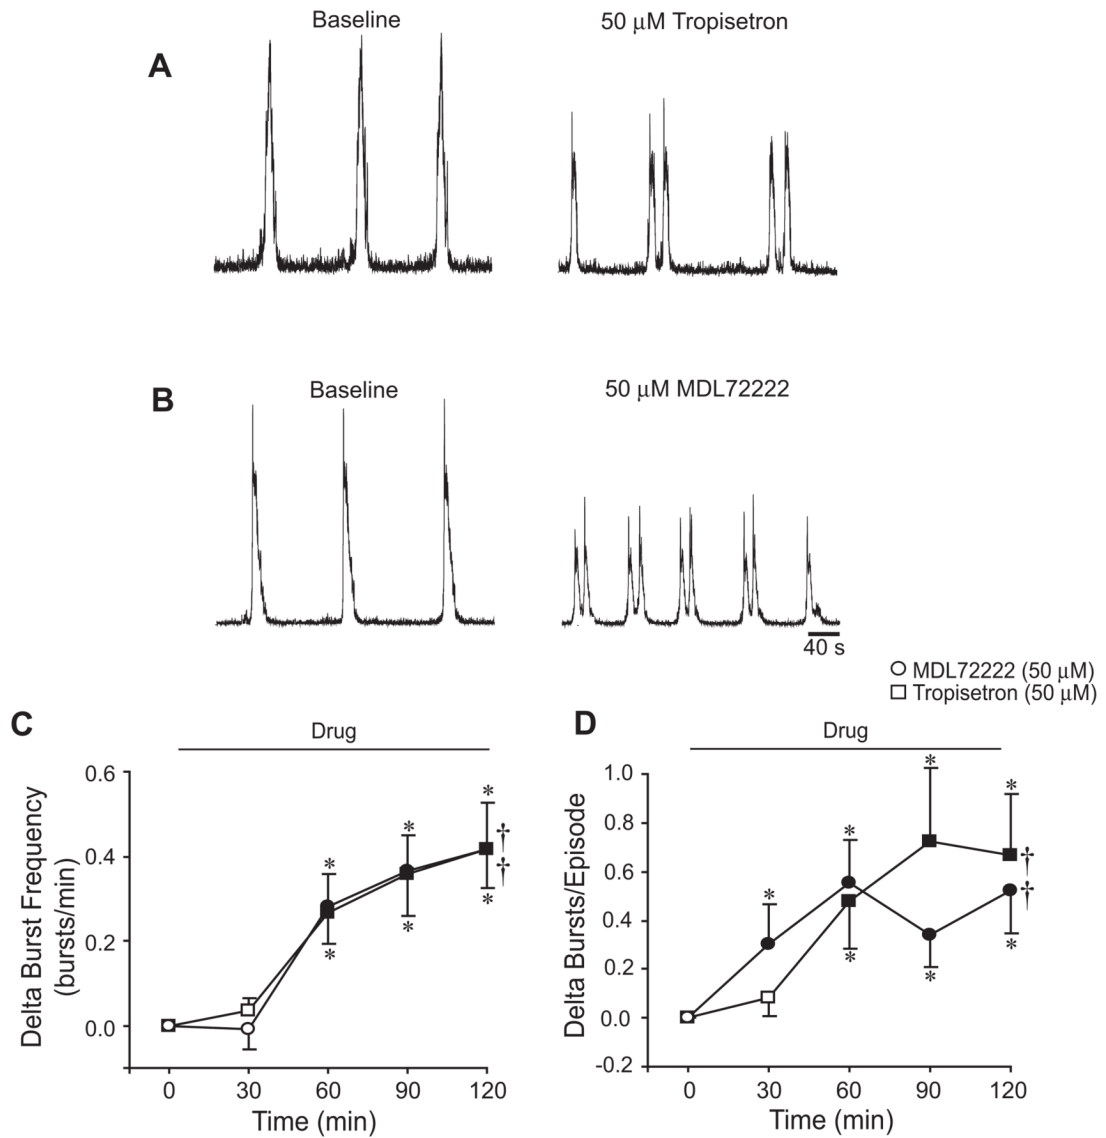 A
Baseline
50 μM Tropisetron
B
Baseline
50 μM MDL72222
40 s
MDL72222 (50 μM)
Tropisetron (50 μM)
C
Drug
Delta Burst Frequency
(bursts/min)
0.6
0.4
0.2
0.0
* * *
* * *
†
†
0 30 60 90 120
Time (min)
D
Drug
Delta Bursts/Episode
1.0
0.8
0.6
0.4
0.2
0.0
-0.2
* * * *
* * *
†
†
0 30 60 90 120
Time (min)